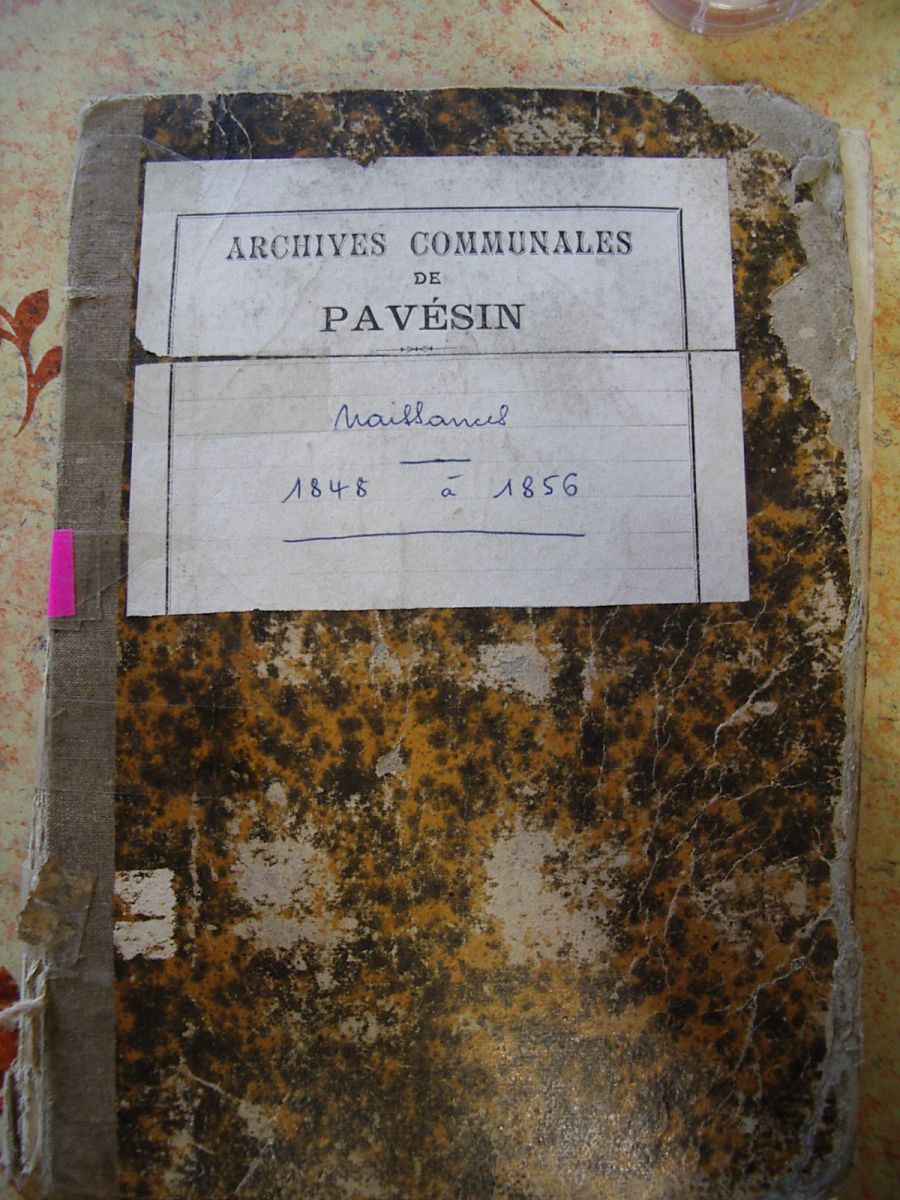 ARCHIVES COMMUNALES
DE
PAVÉSIN
Naissances
1848 à 1856